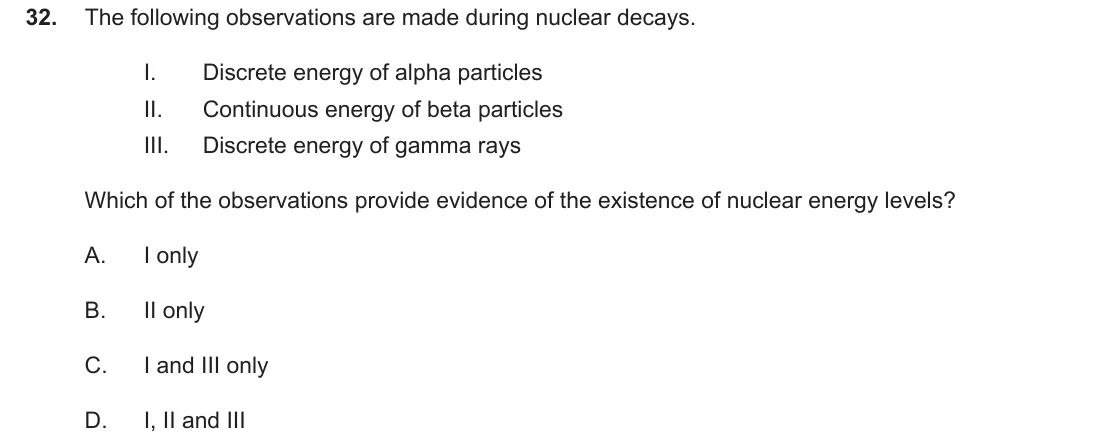 32. The following observations are made during nuclear decays.
I. Discrete energy of alpha particles
II. Continuous energy of beta particles
III. Discrete energy of gamma rays
Which of the observations provide evidence of the existence of nuclear energy levels?
A. I only
B. II only
C. I and III only
D. I, II and III